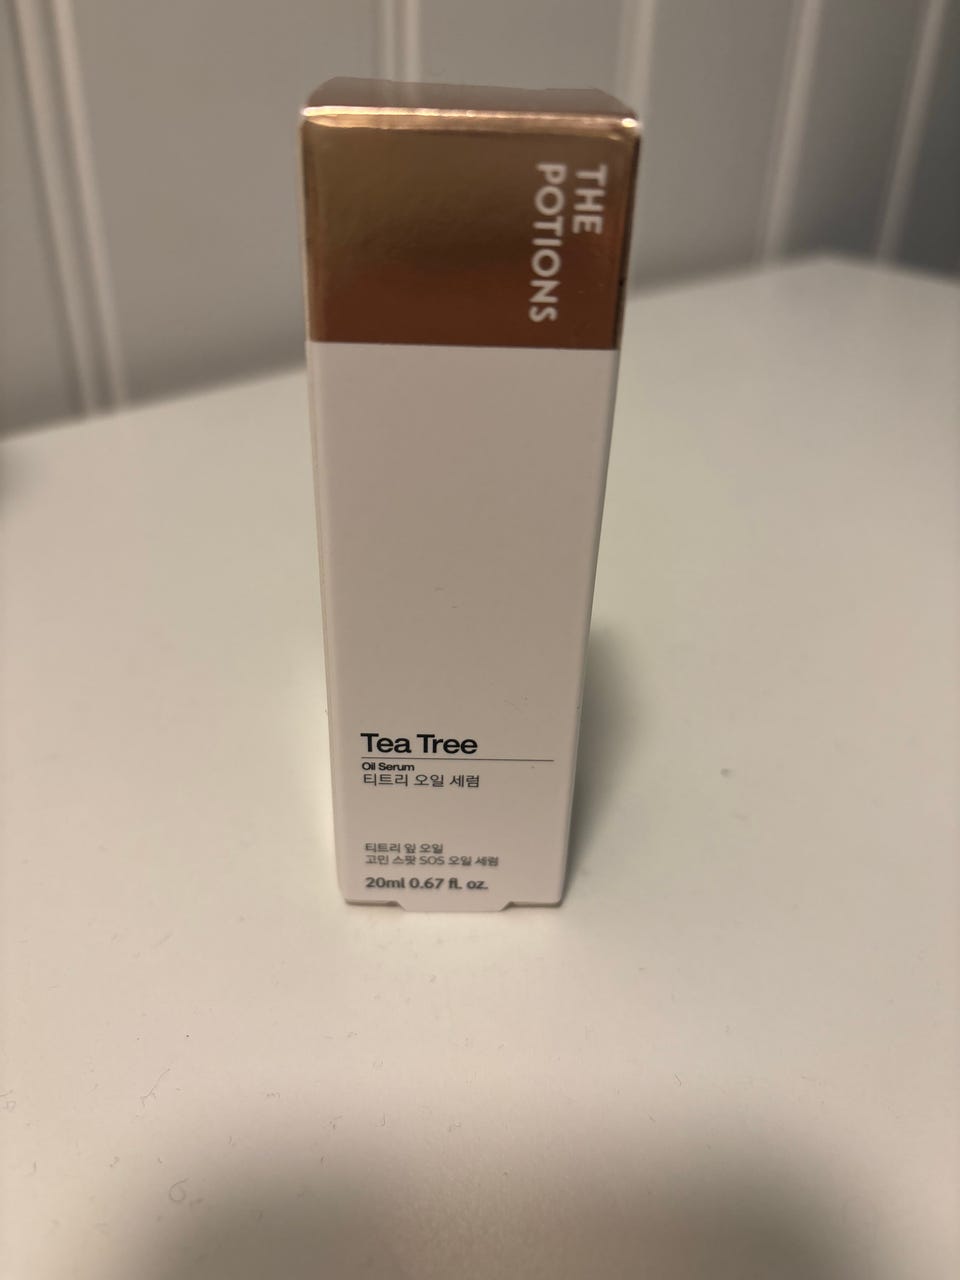 THE
POTIONS
Tea Tree
Oil Serum
티트리 오일 세럼
티트리 잎 오일
고민 스팟 SOS 오일 세럼
20ml 0.67 fl. oz.